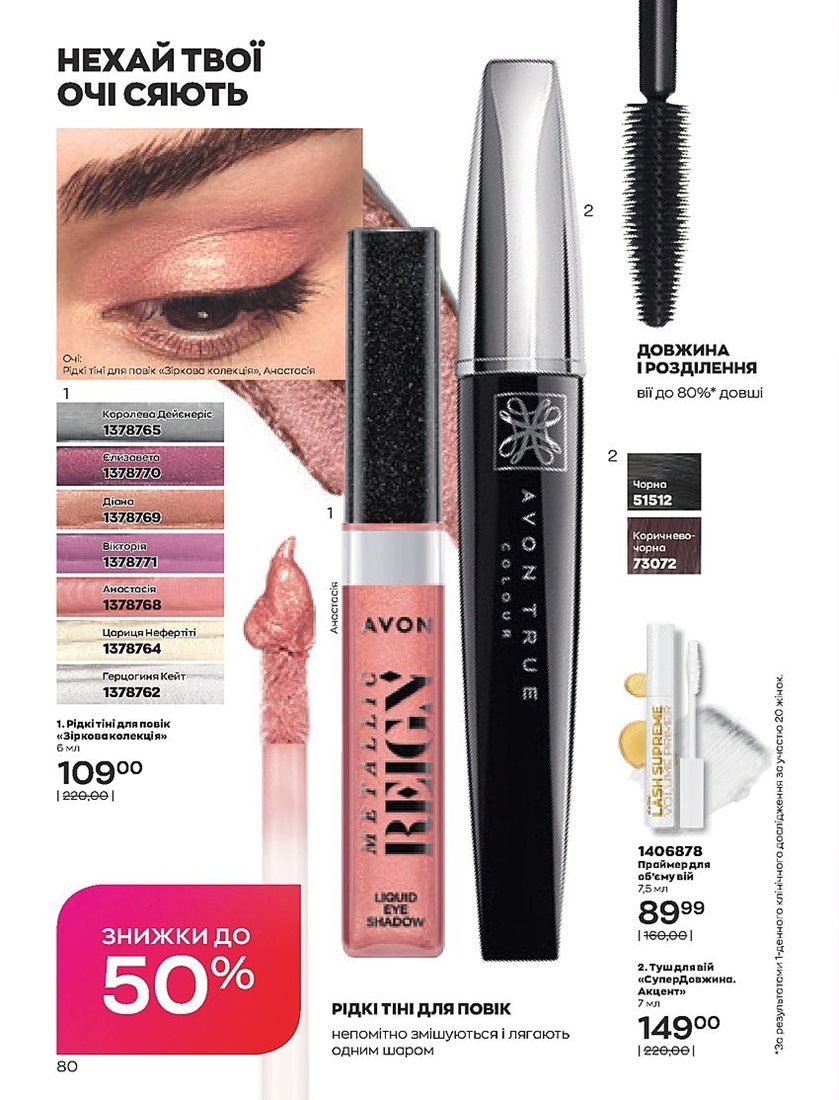 НЕХАЙ ТВОЇ
ОЧІ СЯЮТЬ
Очі:
Рідкі тіні для повік «Зіркова колекція», Анастасія
1
Королева Дейєнеріс
1378765
Єлизавета
1378770
Діана
1378769
Вікторія
1378771
Анастасія
1378768
Цариця Нефертіті
1378764
Герцогиня Кейт
1378762
1. Рідкі тіні для повік
«Зіркова колекція»
6 мл
109⁰⁰
|220,00|
ЗНИЖКИ ДО
50%
80
1
Анастасія
AVON
METALLIC
REIGN
LIQUID
EYE
SHADOW
РІДКІ ТІНІ ДЛЯ ПОВІК
непомітно змішуються і лягають
одним шаром
2
AVON TRUE
COLOUR
ДОВЖИНА
І РОЗДІЛЕННЯ
вії до 80%* довші
2
Чорна
51512
Коричнево-
чорна
73072
LASH SUPREME
VOLUME PRIMER
1406878
Праймер для
об'єму вій
7,5 мл
89⁹⁹
|160,00|
2. Туш для вій
«СуперДовжина.
Акцент»
7 мл
149⁰⁰
|220,00|
*За результатами 1-денного клінічного дослідження за участю 20 жінок.